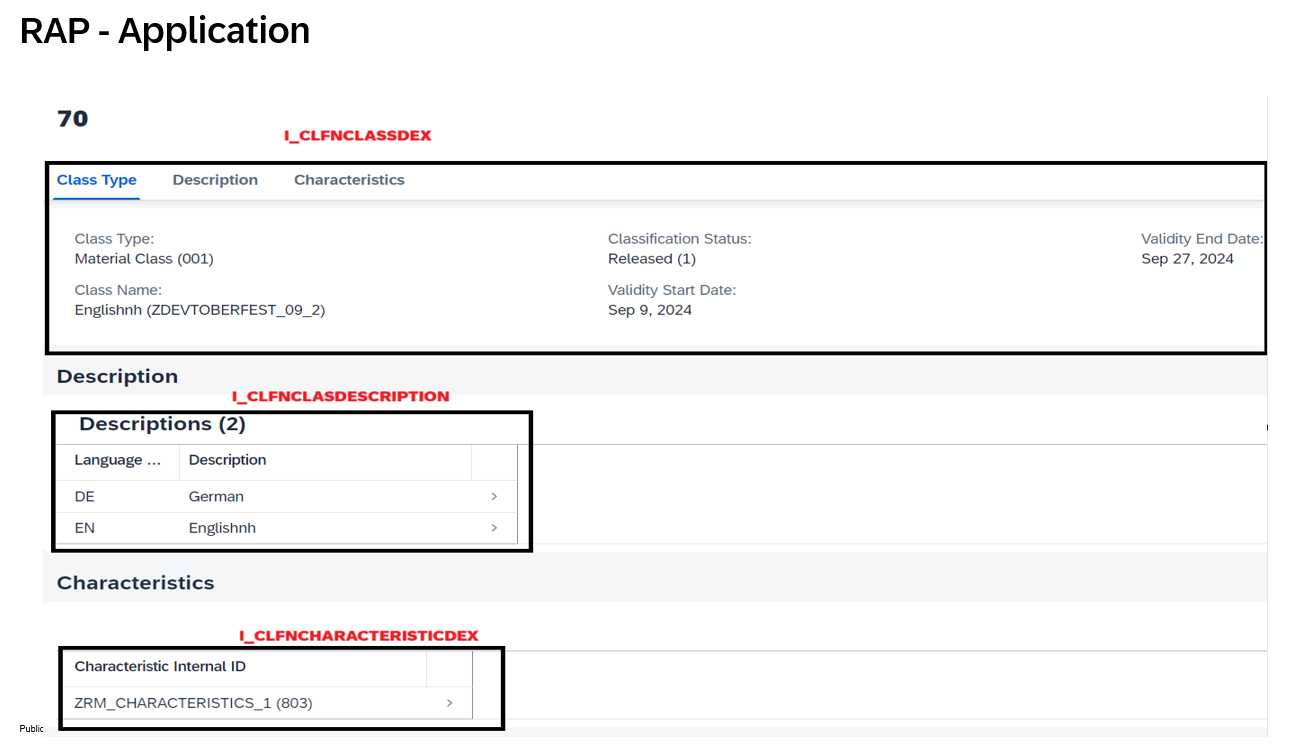 RAP - Application
70
I_CLFNCLASSDEX
Class Type Description Characteristics
Class Type: Classification Status: Validity End Date:
Material Class (001) Released (1) Sep 27, 2024
Class Name: Validity Start Date:
Englishnh (ZDEVTOBERFEST_09_2) Sep 9, 2024
Description
I_CLFNCLASDESCRIPTION
Descriptions (2)
Language ... Description
DE German
EN Englishnh
Characteristics
I_CLFNCHARACTERISTICDEX
Characteristic Internal ID
ZRM_CHARACTERISTICS_1 (803)
Public